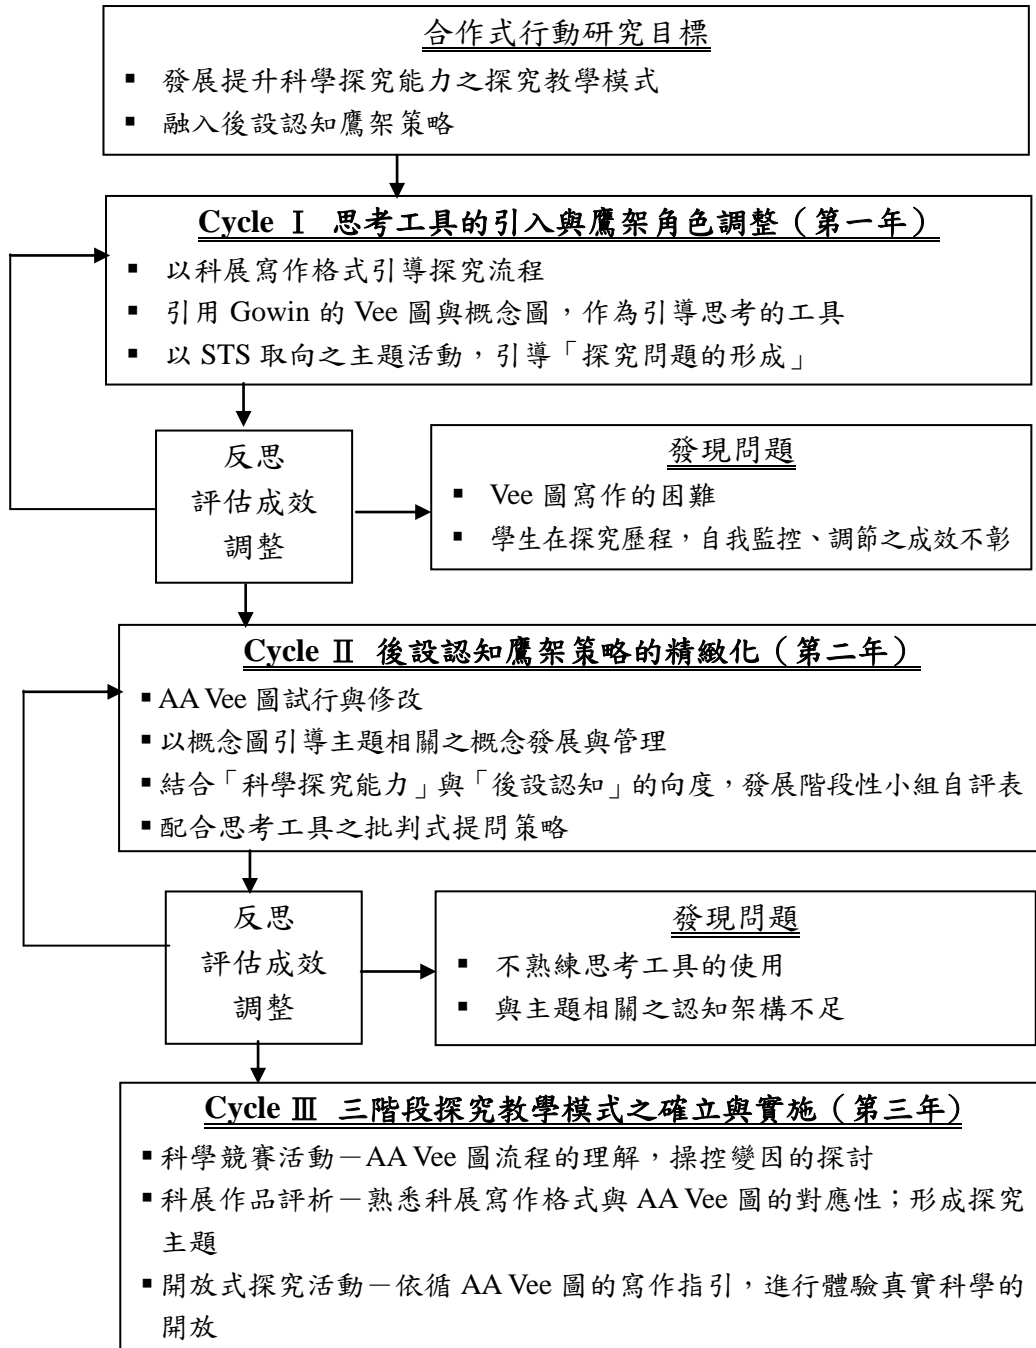 合作式行動研究目標
▪ 發展提升科學探究能力之探究教學模式
▪ 融入後設認知鷹架策略
Cycle Ⅰ 思考工具的引入與鷹架角色調整（第一年）
▪ 以科展寫作格式引導探究流程
▪ 引用 Gowin 的 Vee 圖與概念圖，作為引導思考的工具
▪ 以 STS 取向之主題活動，引導「探究問題的形成」
反思
評估成效
調整
發現問題
▪ Vee 圖寫作的困難
▪ 學生在探究歷程，自我監控、調節之成效不彰
Cycle Ⅱ 後設認知鷹架策略的精緻化（第二年）
▪ AA Vee 圖試行與修改
▪ 以概念圖引導主題相關之概念發展與管理
▪ 結合「科學探究能力」與「後設認知」的向度，發展階段性小組自評表
▪ 配合思考工具之批判式提問策略
反思
評估成效
調整
發現問題
▪ 不熟練思考工具的使用
▪ 與主題相關之認知架構不足
Cycle Ⅲ 三階段探究教學模式之確立與實施（第三年）
▪ 科學競賽活動－AA Vee 圖流程的理解，操控變因的探討
▪ 科展作品評析－熟悉科展寫作格式與 AA Vee 圖的對應性；形成探究
主題
▪ 開放式探究活動－依循 AA Vee 圖的寫作指引，進行體驗真實科學的
開放